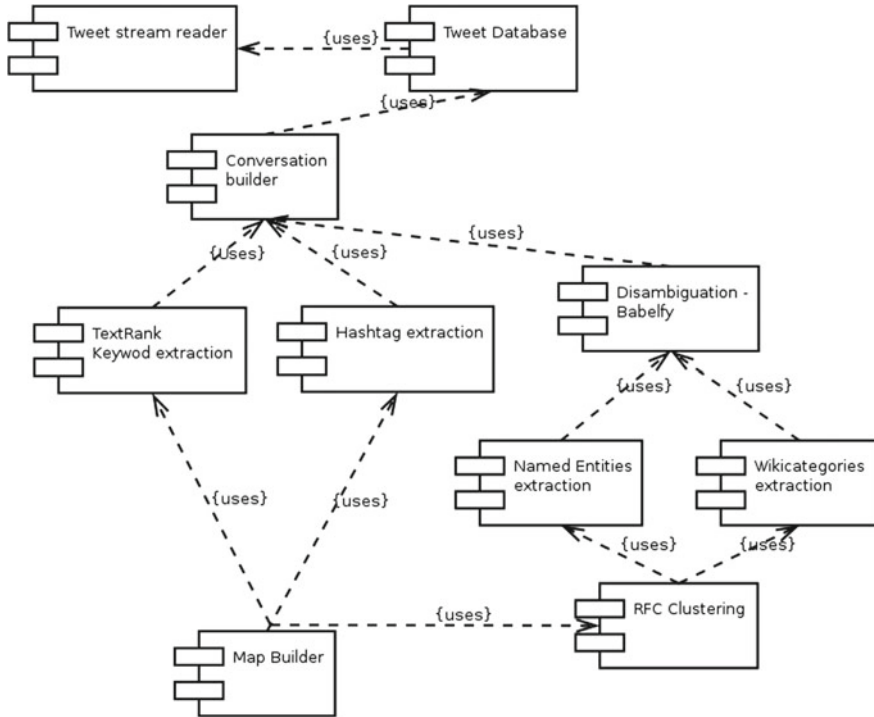 Tweet stream reader
{uses}
Tweet Database
{uses}
Conversation
builder
{uses}
{uses}
{uses}
TextRank
Keywod extraction
Hashtag extraction
Disambiguation -
Babelfy
{uses}
{uses}
Named Entities
extraction
Wikicategories
extraction
{uses}
{uses}
{uses}
{uses}
{uses}
RFC Clustering
Map Builder